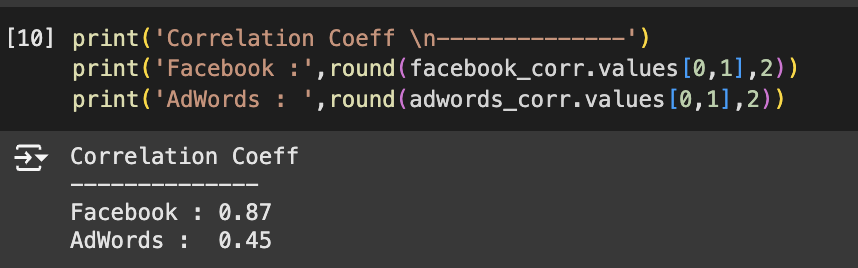 [10] print('Correlation Coeff \n--------------')
print('Facebook :',round(facebook_corr.values[0,1],2))
print('AdWords : ',round(adwords_corr.values[0,1],2))
Correlation Coeff
--------------
Facebook : 0.87
AdWords :  0.45